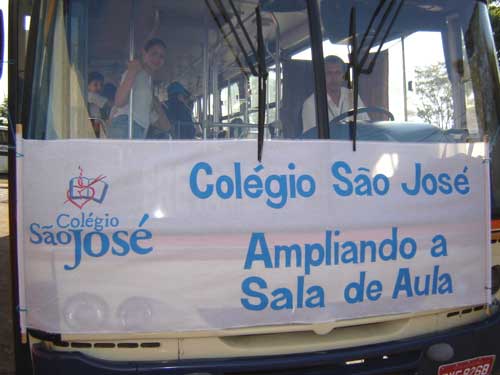 Colégio São José
Colégio
São José
Ampliando a
Sala de Aula